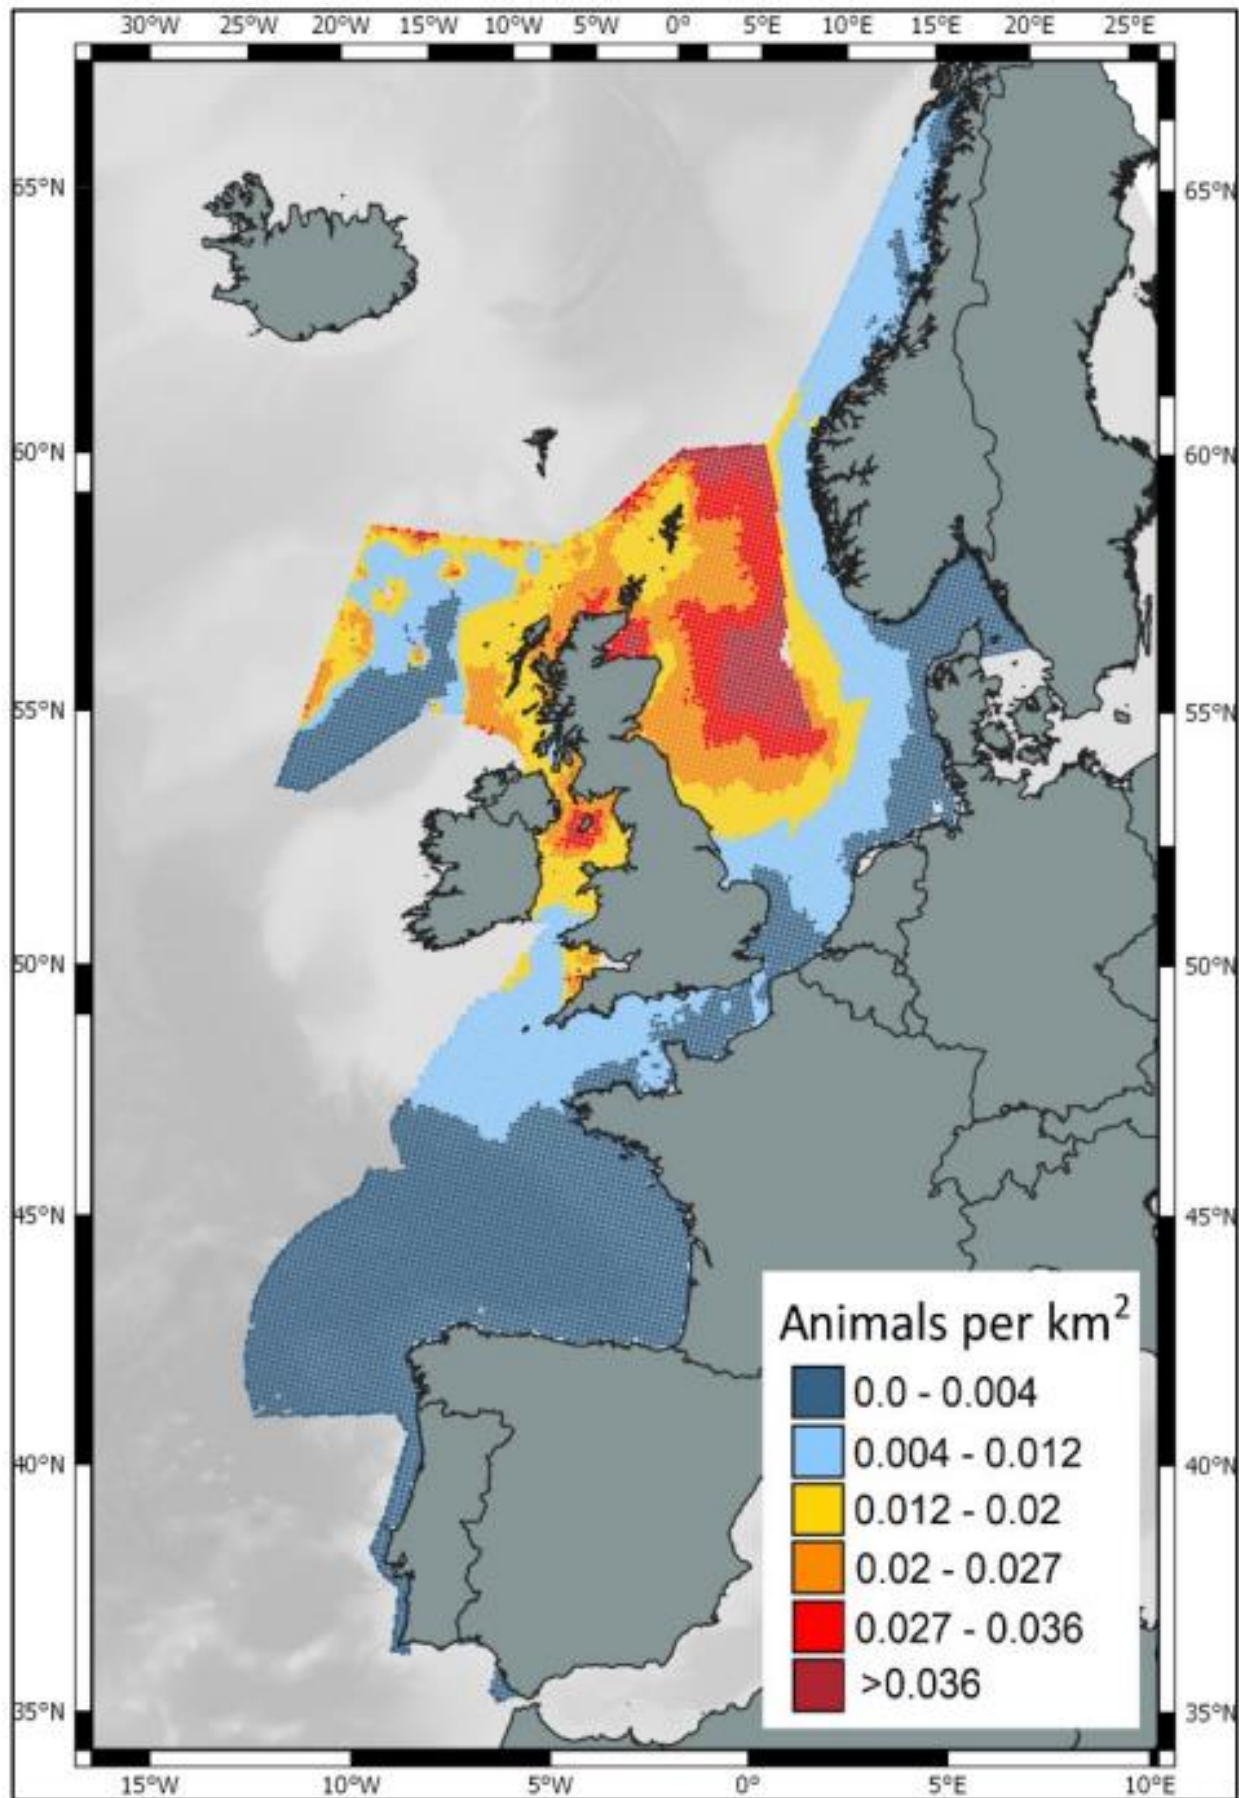 30°W 25°W 20°W 15°W 10°W 5°W 0° 5°E 10°E 15°E 20°E 25°E
65°N 65°N
60°N 60°N
55°N 55°N
50°N 50°N
45°N 45°N
Animals per km²
0.0 - 0.004
0.004 - 0.012
40°N 40°N
0.012 - 0.02
0.02 - 0.027
0.027 - 0.036
>0.036
35°N 35°N
15°W 10°W 5°W 0° 5°E 10°E